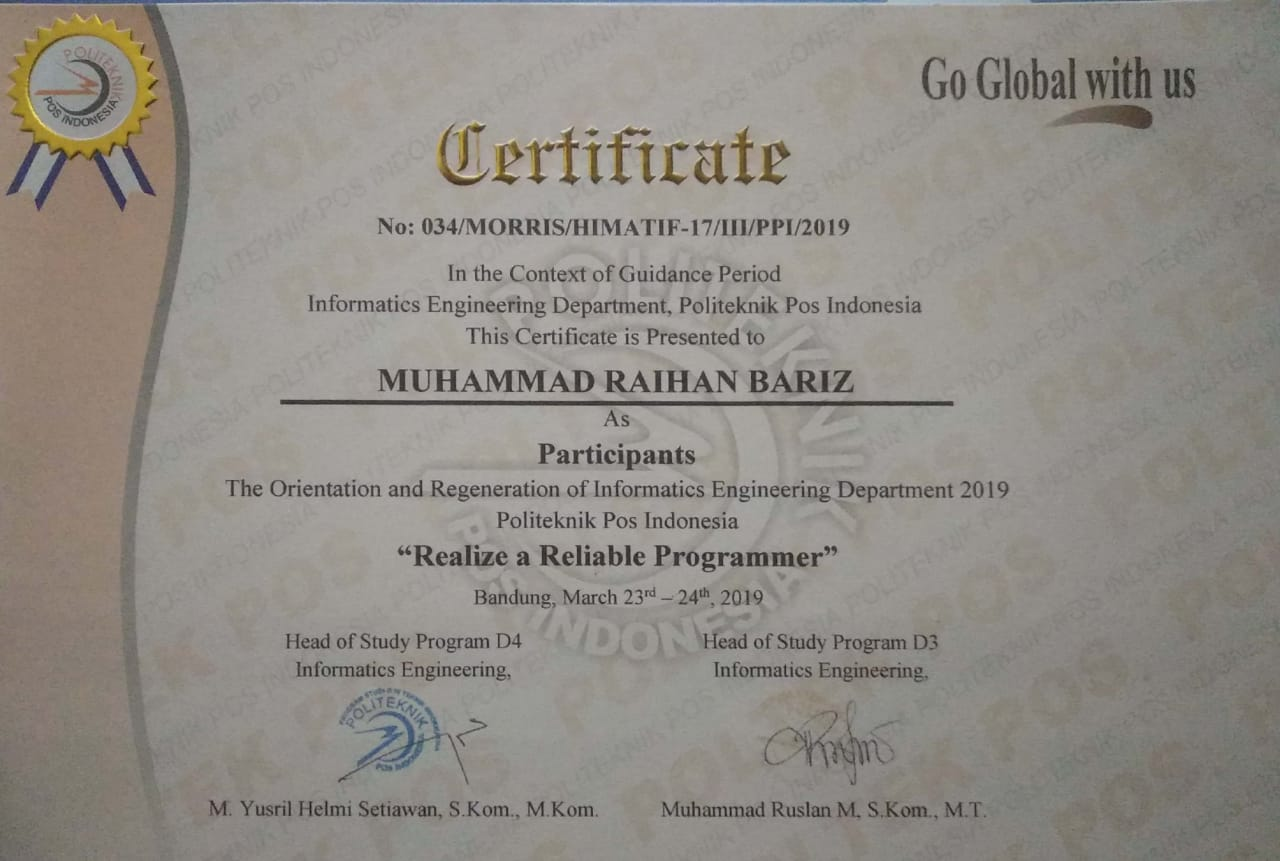 POLITEKNIK
POS INDONESIA
Go Global with us
Certificate
No: 034/MORRIS/HIMATIF-17/III/PPI/2019
In the Context of Guidance Period
Informatics Engineering Department, Politeknik Pos Indonesia
This Certificate is Presented to
MUHAMMAD RAIHAN BARIZ
As
Participants
The Orientation and Regeneration of Informatics Engineering Department 2019
Politeknik Pos Indonesia
“Realize a Reliable Programmer”
Bandung, March 23rd – 24th, 2019
Head of Study Program D4
Informatics Engineering,
Head of Study Program D3
Informatics Engineering,
POLITEKNIK
POS INDONESIA
M. Yusril Helmi Setiawan, S.Kom., M.Kom.
Muhammad Ruslan M, S.Kom., M.T.